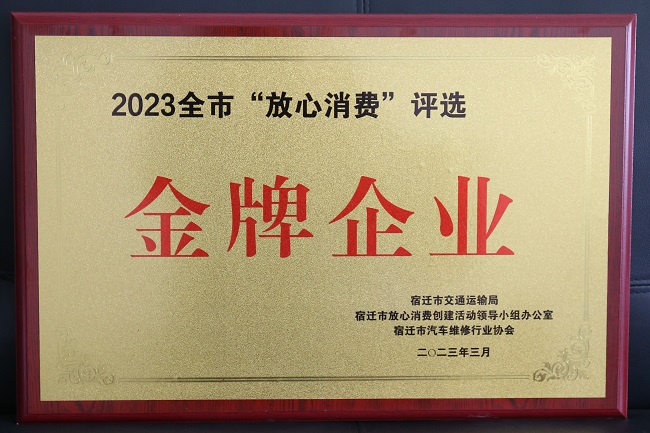 2023全市“放心消费”评选
金牌企业
宿迁市交通运输局
宿迁市放心消费创建活动领导小组办公室
宿迁市汽车维修行业协会
二〇二三年三月